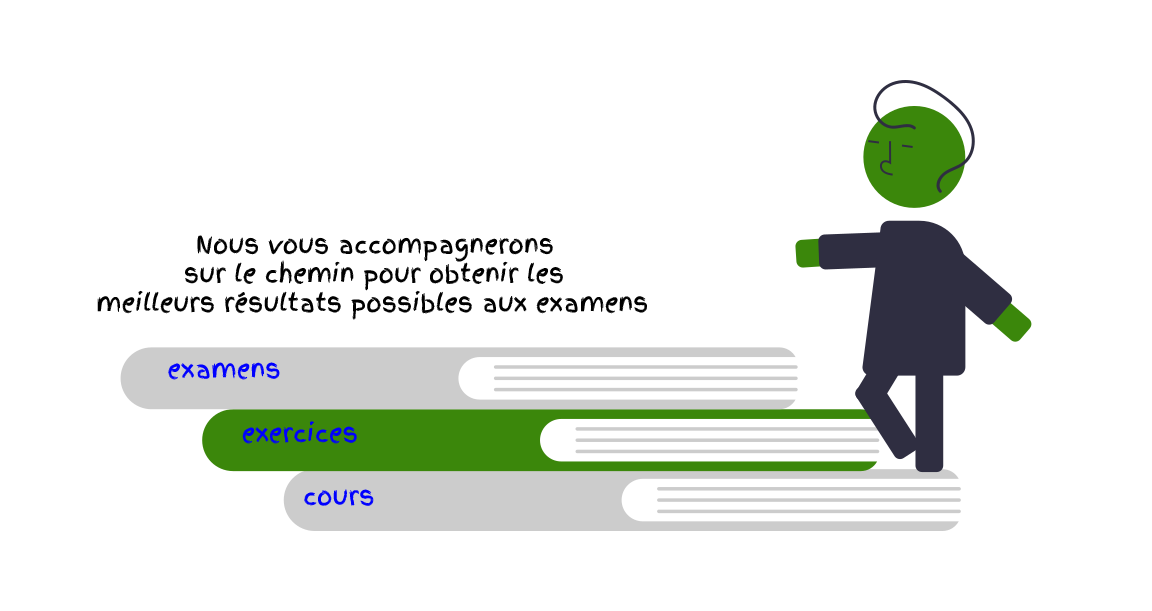 Nous vous accompagnerons
sur le chemin pour obtenir les
meilleurs résultats possibles aux examens
examens
exercices
cours